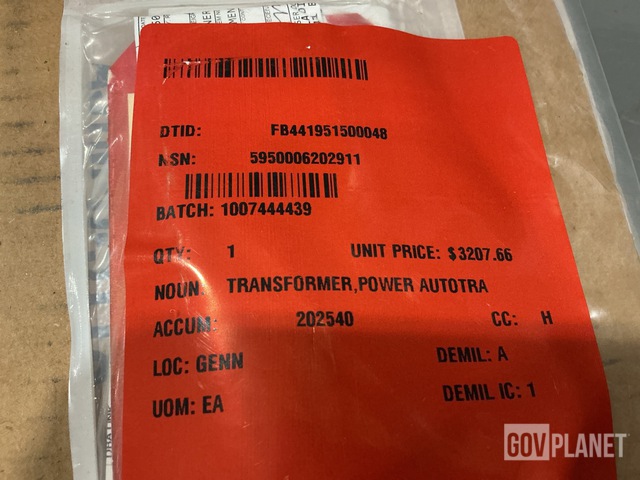 DTID: FB441951500048
NSN: 5950006202911
BATCH: 1007444439
QTY: 1 UNIT PRICE: $3207.66
NOUN: TRANSFORMER,POWER AUTOTRA
ACCUM: 202540 CC: H
LOC: GENN DEMIL: A
UOM: EA DEMIL IC: 1
GOVPLANET